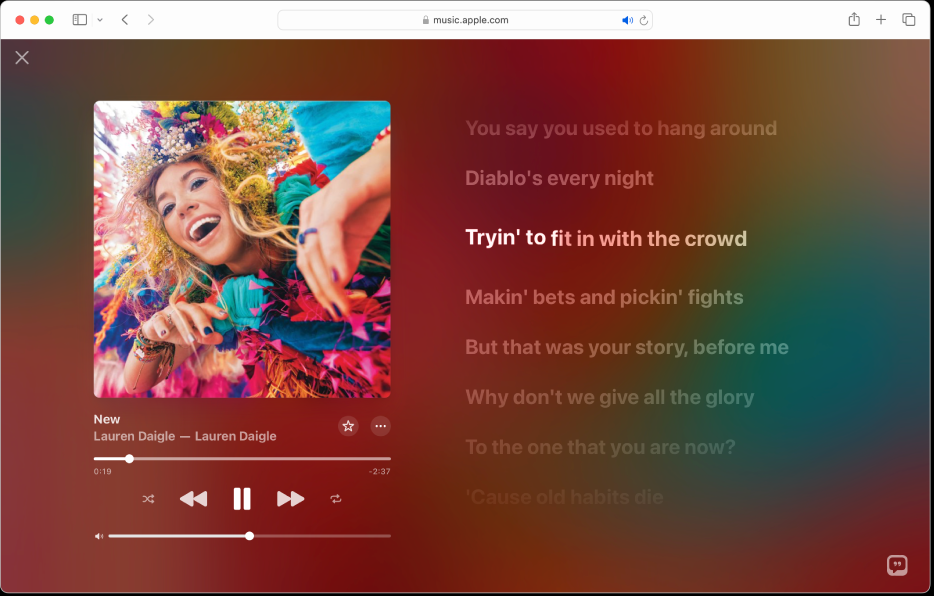 music.apple.com
You say you used to hang around
Diablo's every night
Tryin' to fit in with the crowd
Makin' bets and pickin' fights
But that was your story, before me
Why don't we give all the glory
To the one that you are now?
'Cause old habits die
New
Lauren Daigle — Lauren Daigle
0:19
-2:37